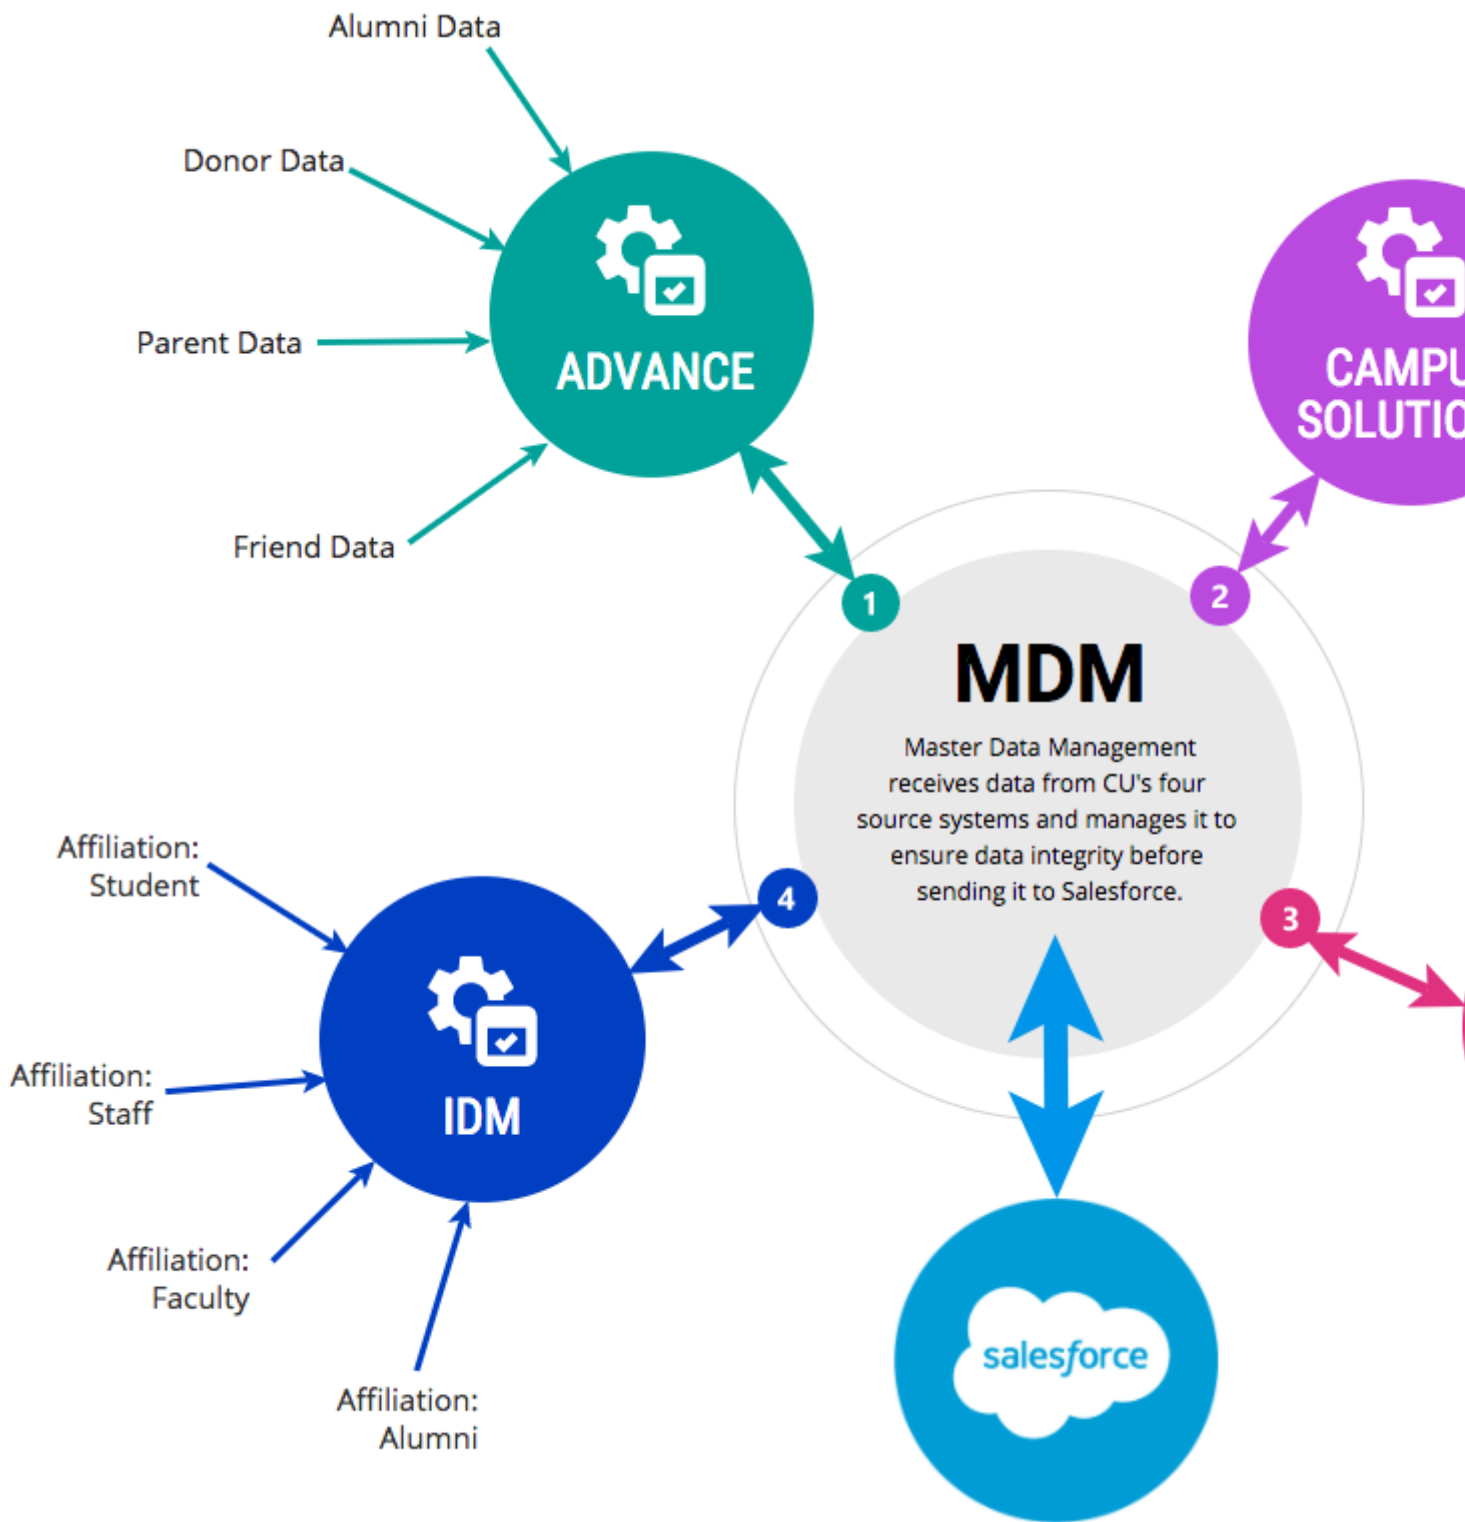 Alumni Data
Donor Data
Parent Data
Friend Data
ADVANCE
CAMPU
SOLUTIO
1
2
MDM
Master Data Management
receives data from CU's four
source systems and manages it to
ensure data integrity before
sending it to Salesforce.
3
4
Affiliation:
Student
Affiliation:
Staff
Affiliation:
Faculty
Affiliation:
Alumni
IDM
salesforce